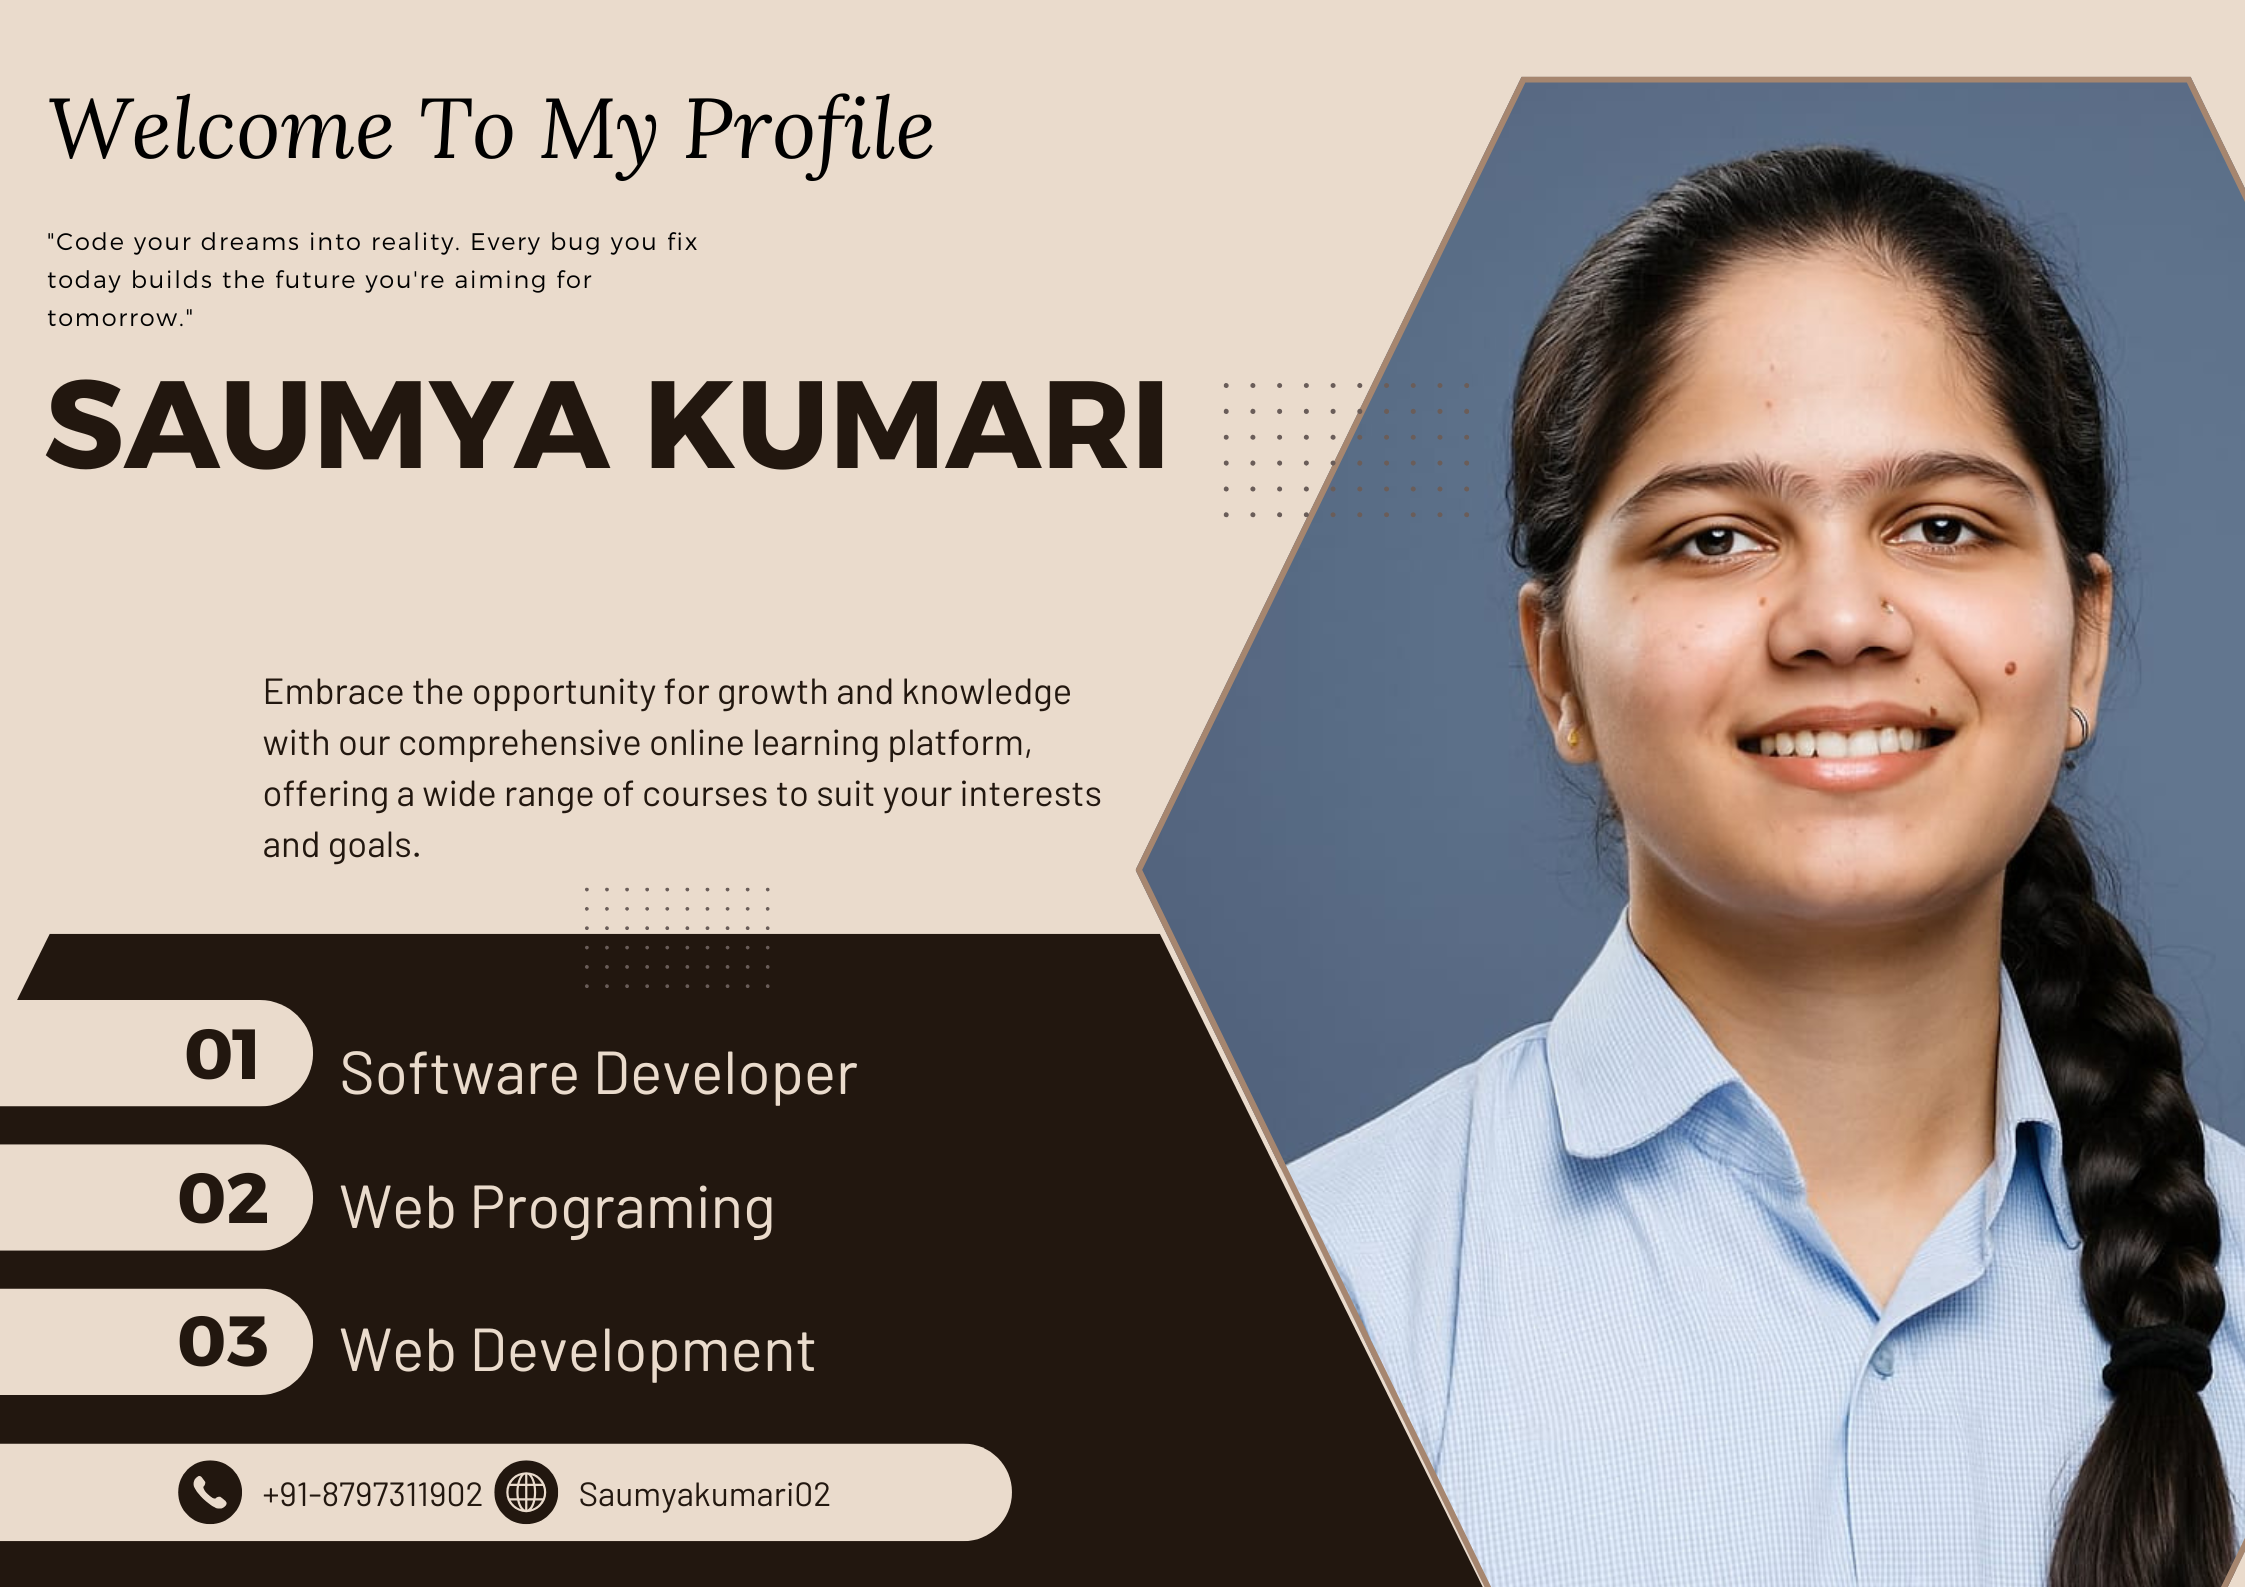 Welcome To My Profile
"Code your dreams into reality. Every bug you fix
today builds the future you're aiming for
tomorrow."
SAUMYA KUMARI
Embrace the opportunity for growth and knowledge
with our comprehensive online learning platform,
offering a wide range of courses to suit your interests
and goals.
01 Software Developer
02 Web Programing
03 Web Development
+91-8797311902 Saumyakumari02